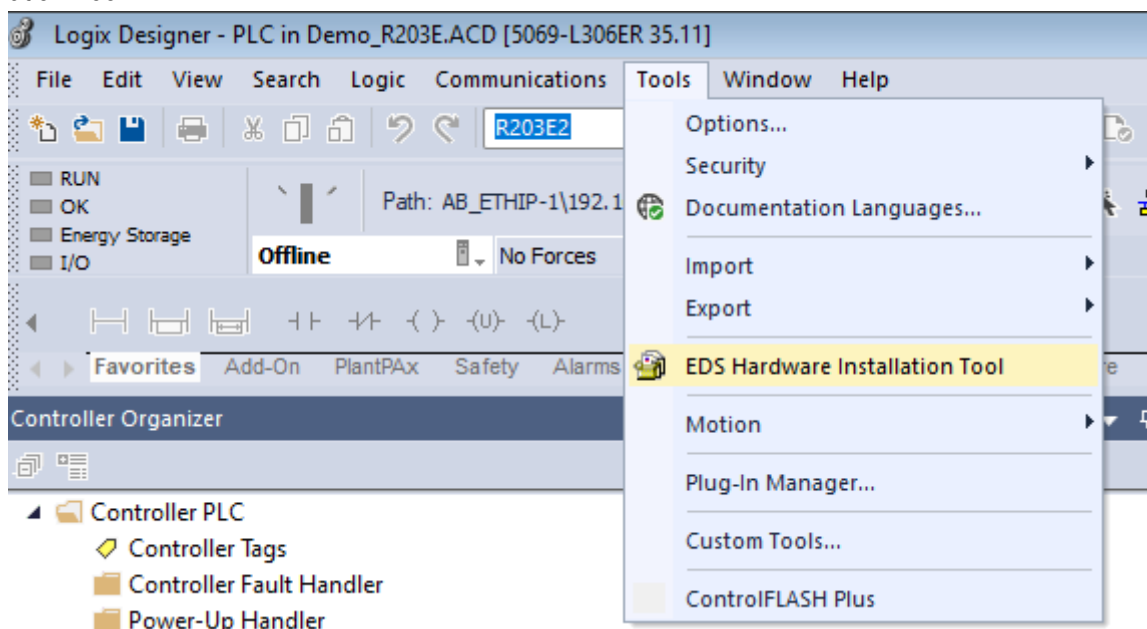 Logix Designer - PLC in Demo_R203E.ACD [5069-L306ER 35.11]
File Edit View Search Logic Communications Tools Window Help
R203E2
Options...
Security
Documentation Languages...
Import
Export
EDS Hardware Installation Tool
Motion
Plug-In Manager...
Custom Tools...
ControlFLASH Plus
RUN
OK
Energy Storage
I/O
Path: AB_ETHIP-1\192.1
Offline
No Forces
(U) (L)
Favorites Add-On PlantPAx Safety Alarms
Controller Organizer
Controller PLC
Controller Tags
Controller Fault Handler
Power-Up Handler